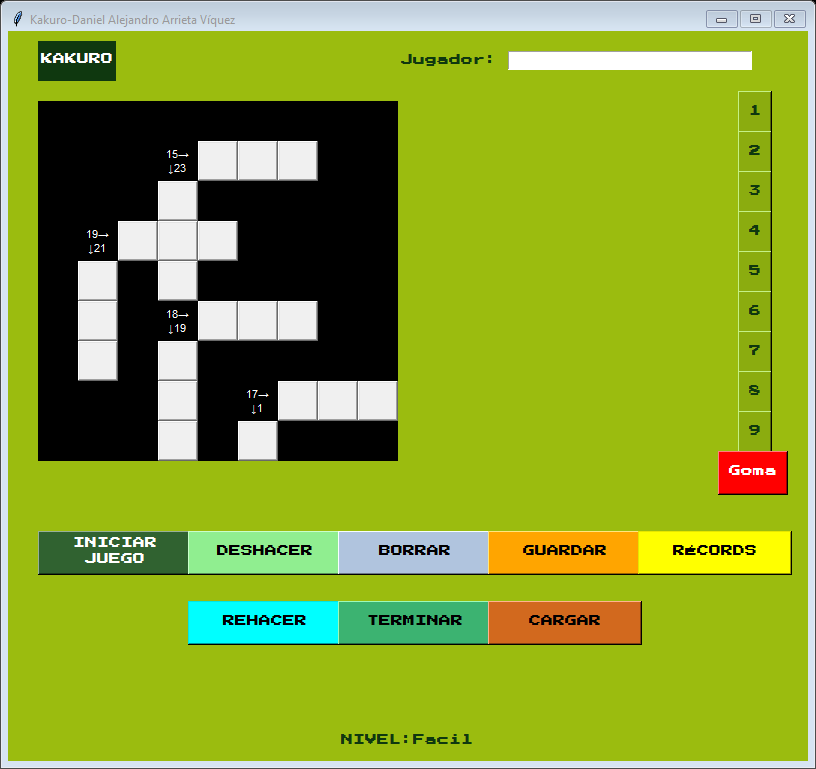 Kakuro-Daniel Alejandro Arrieta Víquez
KAKURO
Jugador:
15→
↓23
19→
↓21
18→
↓19
17→
↓1
1
2
3
4
5
6
7
8
9
Goma
INICIAR
JUEGO
DESHACER
BORRAR
GUARDAR
RéCORDS
REHACER
TERMINAR
CARGAR
NIVEL:Facil